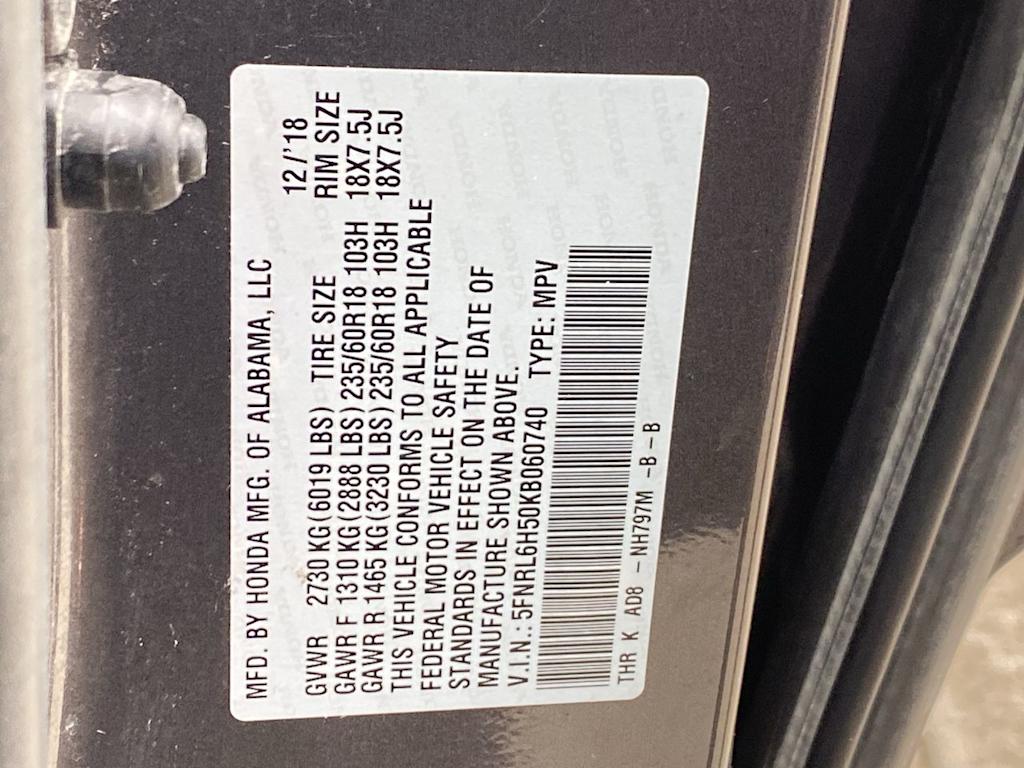 MFD. BY HONDA MFG. OF ALABAMA, LLC 12/'18
GVWR 2730 KG(6019 LBS) TIRE SIZE RIM SIZE
GAWR F 1310 KG(2888 LBS) 235/60R18 103H 18X7.5J
GAWR R 1465 KG(3230 LBS) 235/60R18 103H 18X7.5J
THIS VEHICLE CONFORMS TO ALL APPLICABLE
FEDERAL MOTOR VEHICLE SAFETY
STANDARDS IN EFFECT ON THE DATE OF
MANUFACTURE SHOWN ABOVE.
V.I.N.: 5FNRL6H50KB060740 TYPE: MPV
THR K AD8 -NH797M -B -B